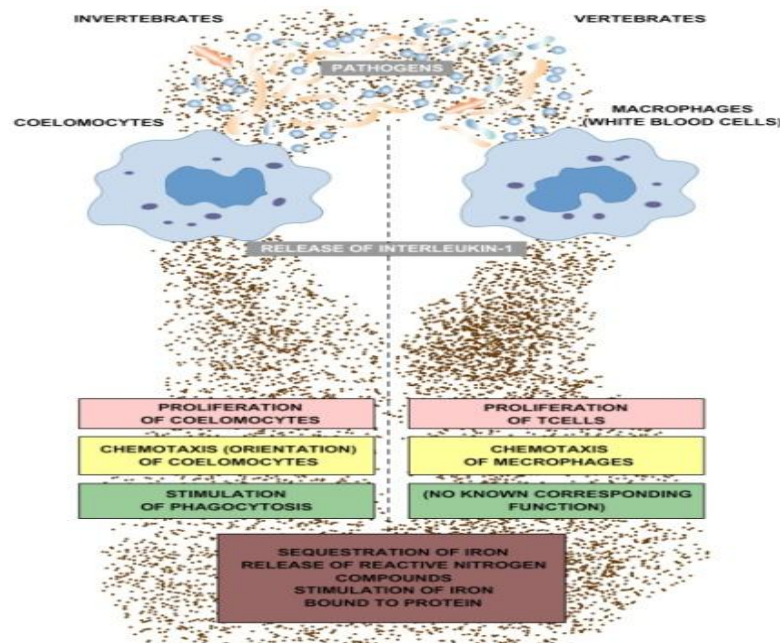 INVERTEBRATES
VERTEBRATES
PATHOGENS
COELOMOCYTES
MACROPHAGES
(WHITE BLOOD CELLS)
RELEASE OF INTERLEUKIN-1
PROLIFERATION
OF COELOMOCYTES
PROLIFERATION
OF TCELLS
CHEMOTAXIS (ORIENTATION)
OF COELOMOCYTES
CHEMOTAXIS
OF MECROPHAGES
STIMULATION
OF PHAGOCYTOSIS
(NO KNOWN CORRESPONDING
FUNCTION)
SEQUESTRATION OF IRON
RELEASE OF REACTIVE NITROGEN
COMPOUNDS
STIMULATION OF IRON
BOUND TO PROTEIN